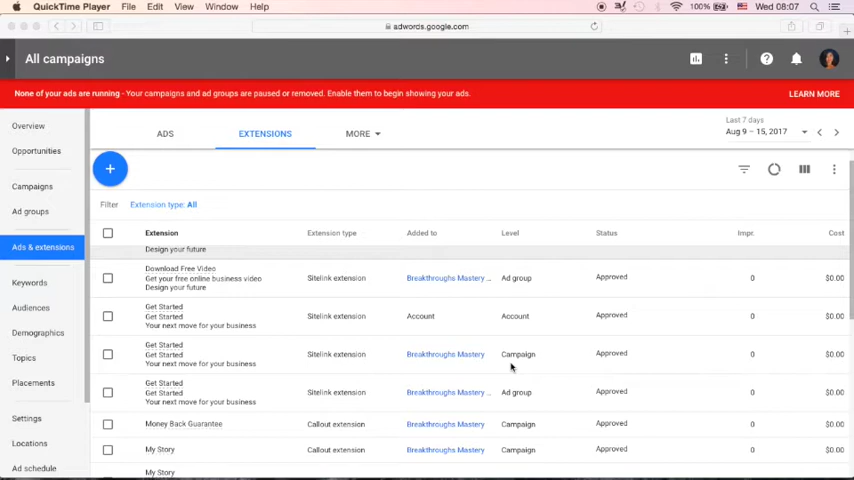 QuickTime Player File Edit View Window Help 100% Wed 08:07
adwords.google.com
All campaigns
None of your ads are running - Your campaigns and ad groups are paused or removed. Enable them to begin showing your ads. LEARN MORE
Overview
Opportunities
Campaigns
Ad groups
Ads & extensions
Keywords
Audiences
Demographics
Topics
Placements
Settings
Locations
Ad schedule
ADS EXTENSIONS MORE
Last 7 days
Aug 9 – 15, 2017
Filter Extension type: All
Extension Extension type Added to Level Status Impr. Cost
Design your future
Download Free Video
Get your free online business video
Design your future
Sitelink extension Breakthroughs Mastery ... Ad group Approved 0 $0.00
Get Started
Get Started
Your next move for your business
Sitelink extension Account Account Approved 0 $0.00
Get Started
Get Started
Your next move for your business
Sitelink extension Breakthroughs Mastery Campaign Approved 0 $0.00
Get Started
Get Started
Your next move for your business
Sitelink extension Breakthroughs Mastery ... Ad group Approved 0 $0.00
Money Back Guarantee Callout extension Breakthroughs Mastery Campaign Approved 0 $0.00
My Story Callout extension Breakthroughs Mastery Campaign Approved 0 $0.00
My Story